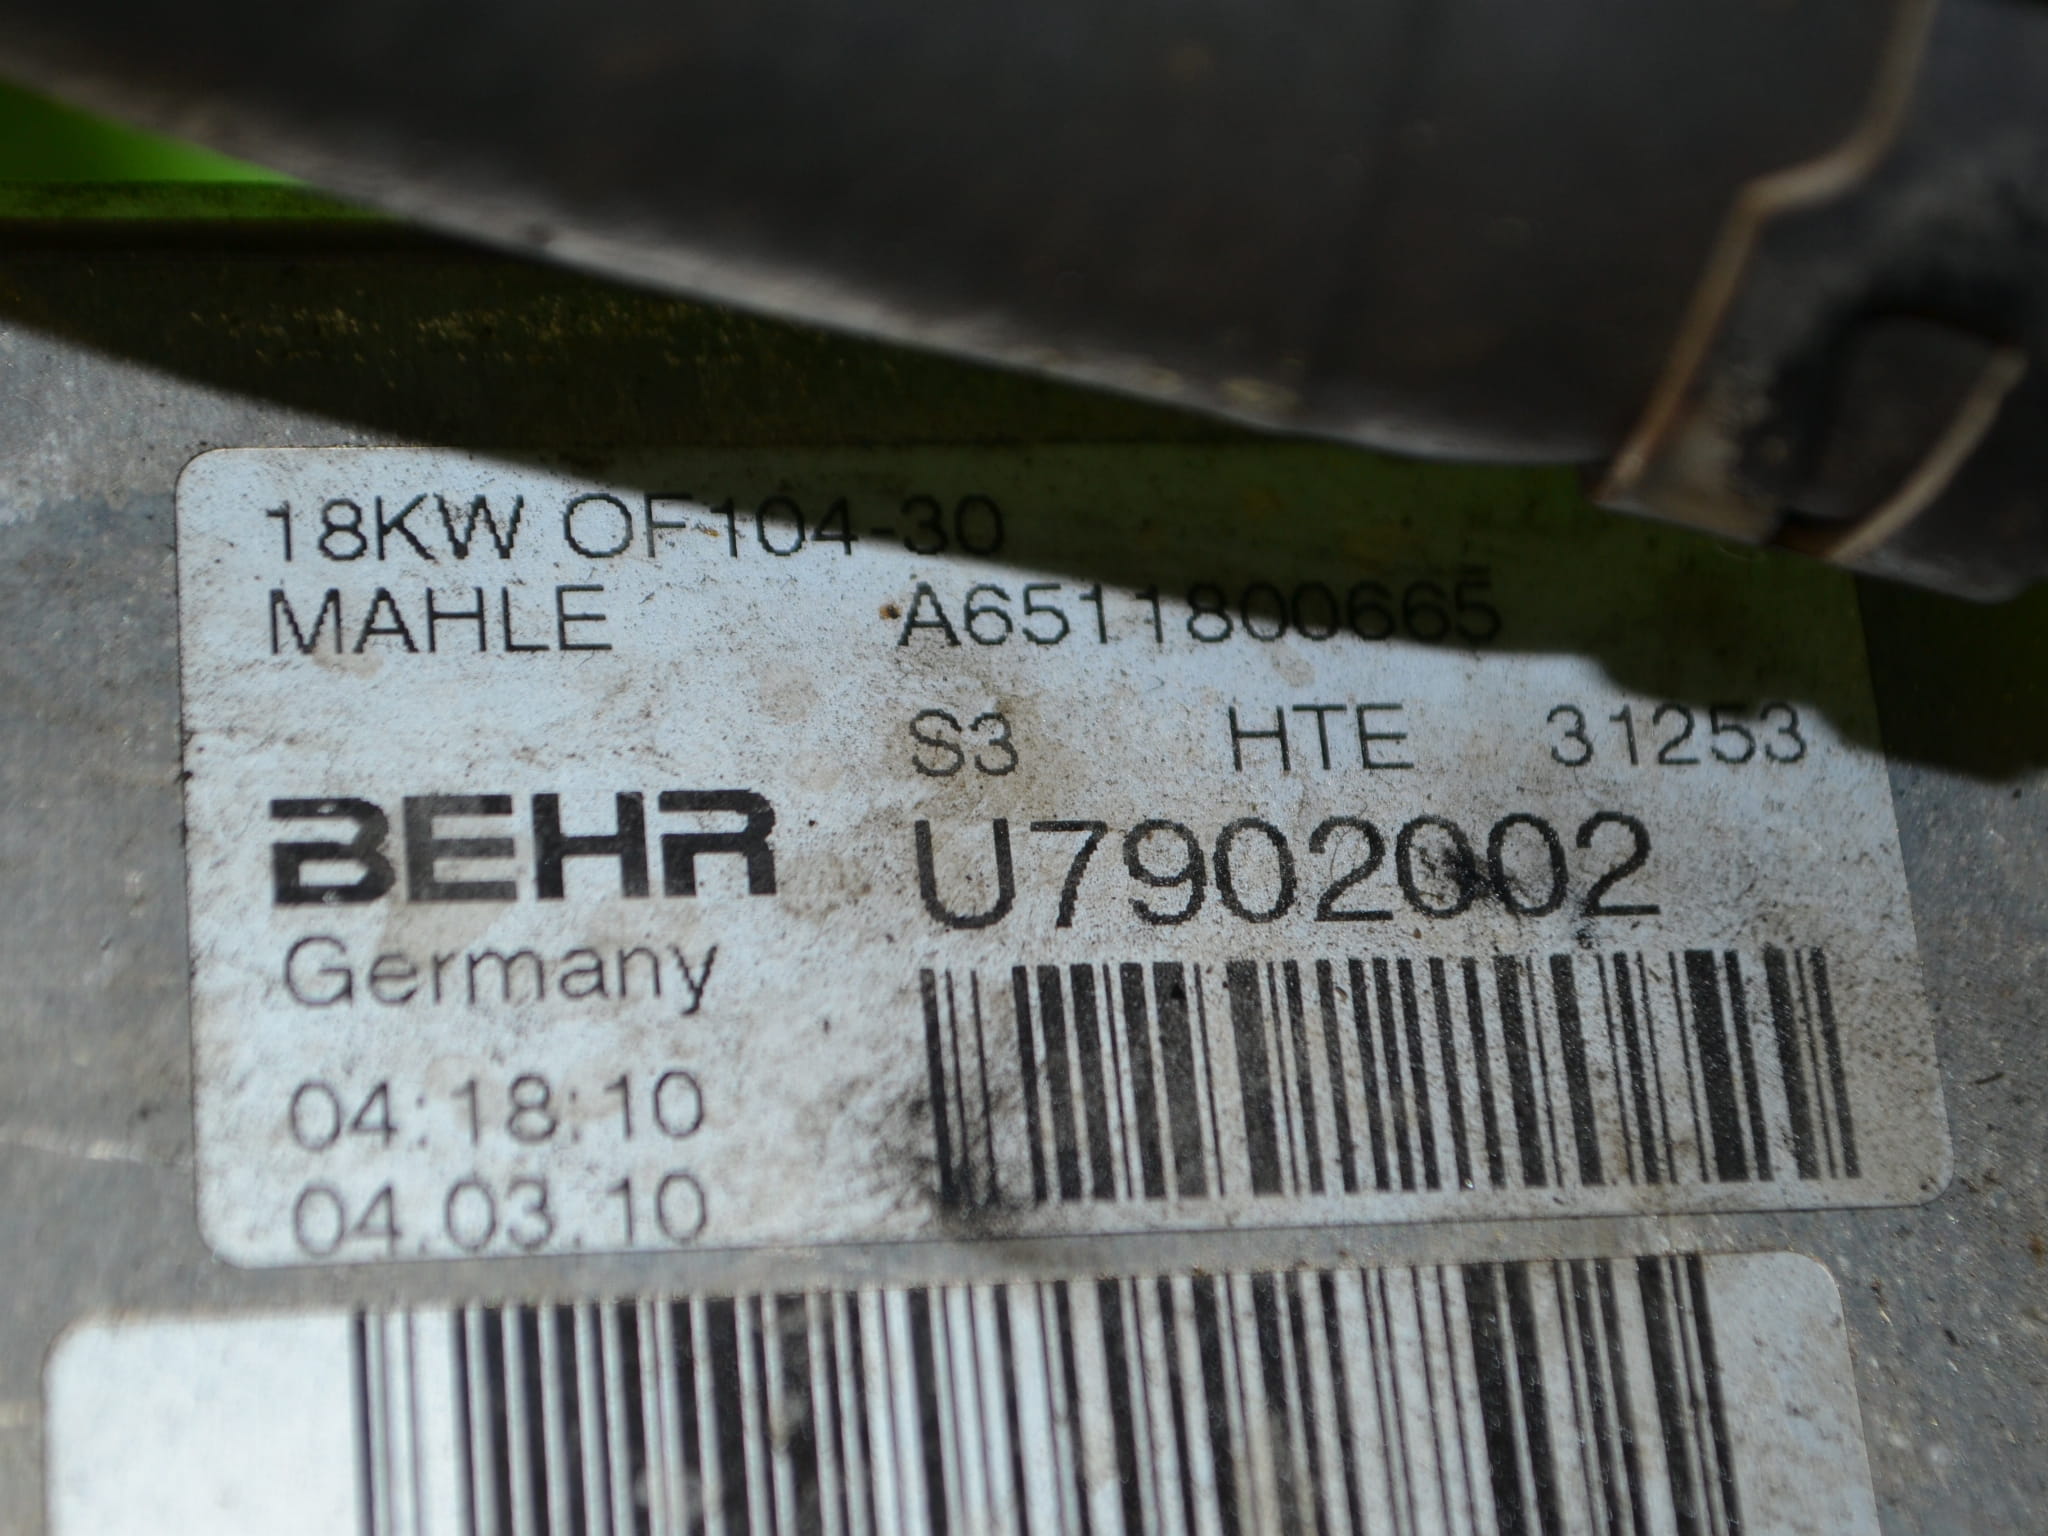 18KW OF104-30
MAHLE A6511800665
S3 HTE 31253
BEHR U7902002
Germany
04:18:10
04.03.10